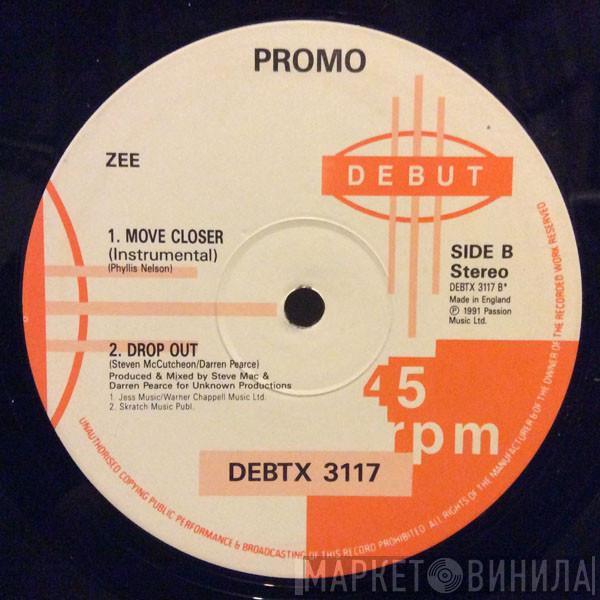 PROMO
ZEE
DEBUT
1. MOVE CLOSER
(Instrumental)
(Phyllis Nelson)
SIDE B
Stereo
DEBTX 3117 B*
Made in England
℗ 1991 Passion
Music Ltd.
2. DROP OUT
(Steven McCutcheon/Darren Pearce)
Produced & Mixed by Steve Mac &
Darren Pearce for Unknown Productions
1. Jess Music/Warner Chappell Music Ltd.
2. Skratch Music Publ.
45
rpm
DEBTX 3117
UNAUTHORISED COPYING PUBLIC PERFORMANCE & BROADCASTING OF THIS RECORD PROHIBITED. ALL RIGHTS OF THE MANUFACTURER & OF THE OWNER OF THE RECORDED WORK RESERVED
МАРКЕТ ВИНИЛА